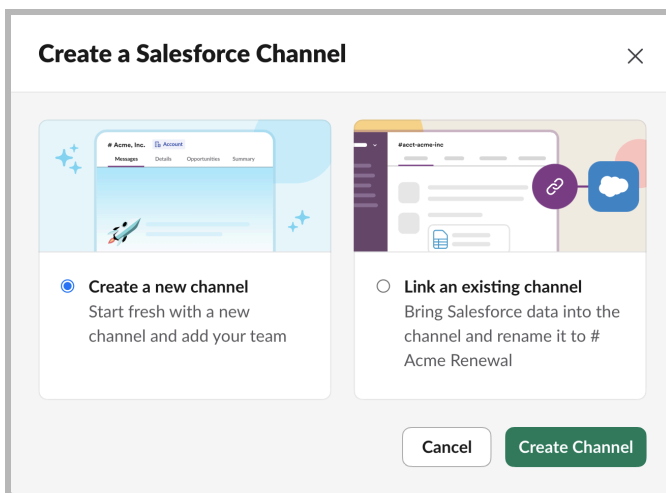 Create a Salesforce Channel
# Acme, Inc. Account
Messages Details Opportunities Summary
#acct-acme-inc
Create a new channel
Start fresh with a new
channel and add your team
Link an existing channel
Bring Salesforce data into the
channel and rename it to #
Acme Renewal
Cancel Create Channel